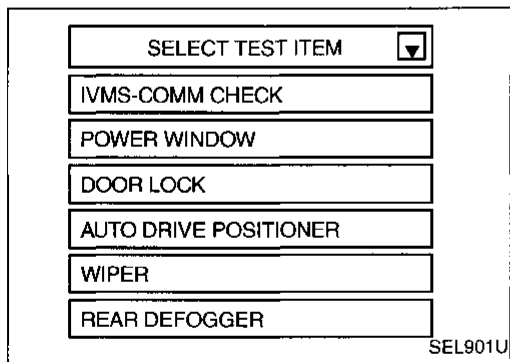 SELECT TEST ITEM
IVMS-COMM CHECK
POWER WINDOW
DOOR LOCK
AUTO DRIVE POSITIONER
WIPER
REAR DEFOGGER
SEL901U